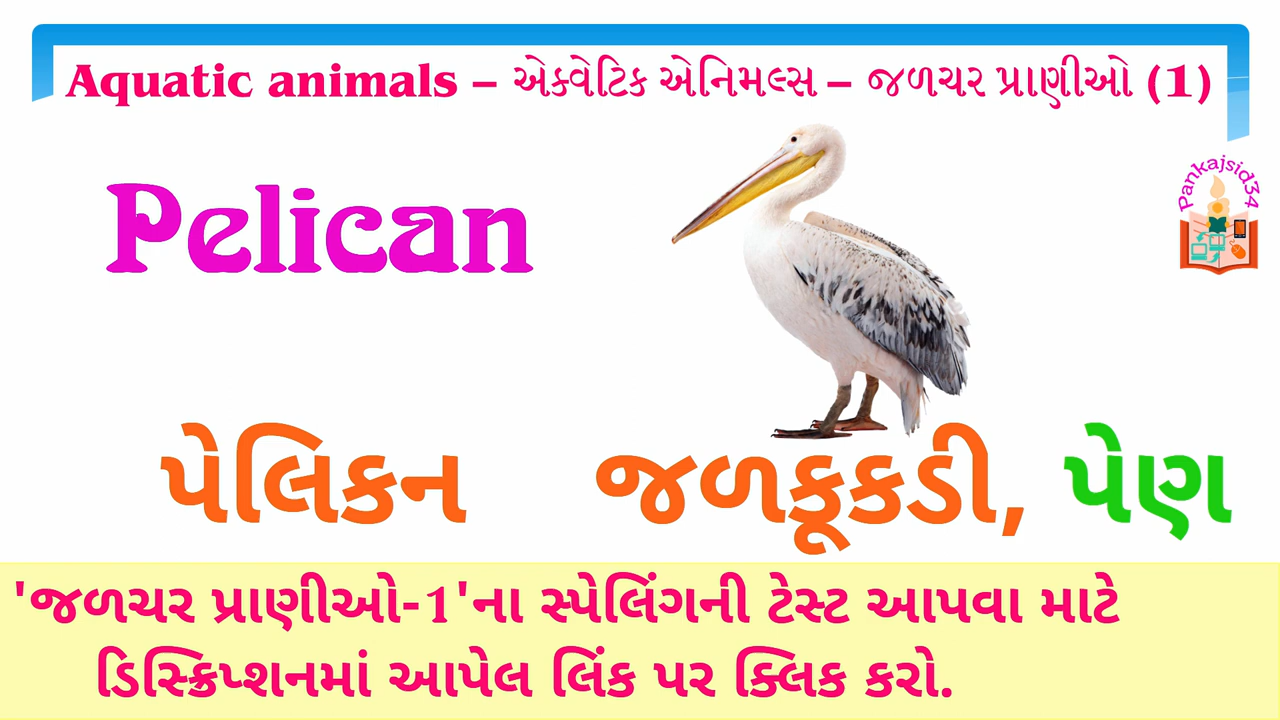 Aquatic animals – એક્વેટિક એનિમલ્સ – જળચર પ્રાણીઓ (1)
Pankajsid34
Pelican
પેલિકન જળકૂકડી, પેણ
'જળચર પ્રાણીઓ-1'ના સ્પેલિંગની ટેસ્ટ આપવા માટે
ડિસ્ક્રિપ્શનમાં આપેલ લિંક પર ક્લિક કરો.